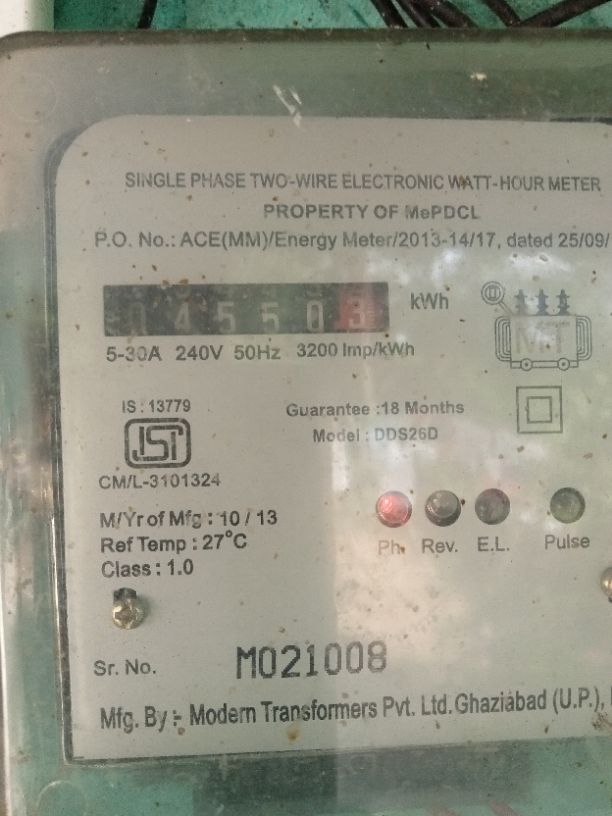 SINGLE PHASE TWO-WIRE ELECTRONIC WATT-HOUR METER
PROPERTY OF MePDCL
P.O. No.: ACE(MM)/Energy Meter/2013-14/17, dated 25/09/
045503 kWh
MT
5-30A 240V 50Hz 3200 Imp/kWh
IS : 13779
ISI
CM/L-3101324
Guarantee :18 Months
Model : DDS26D
M/Yr of Mfg : 10 / 13
Ref Temp : 27°C
Class : 1.0
Ph. Rev. E.L. Pulse
Sr. No. M021008
Mfg. By :- Modern Transformers Pvt. Ltd. Ghaziabad (U.P.),